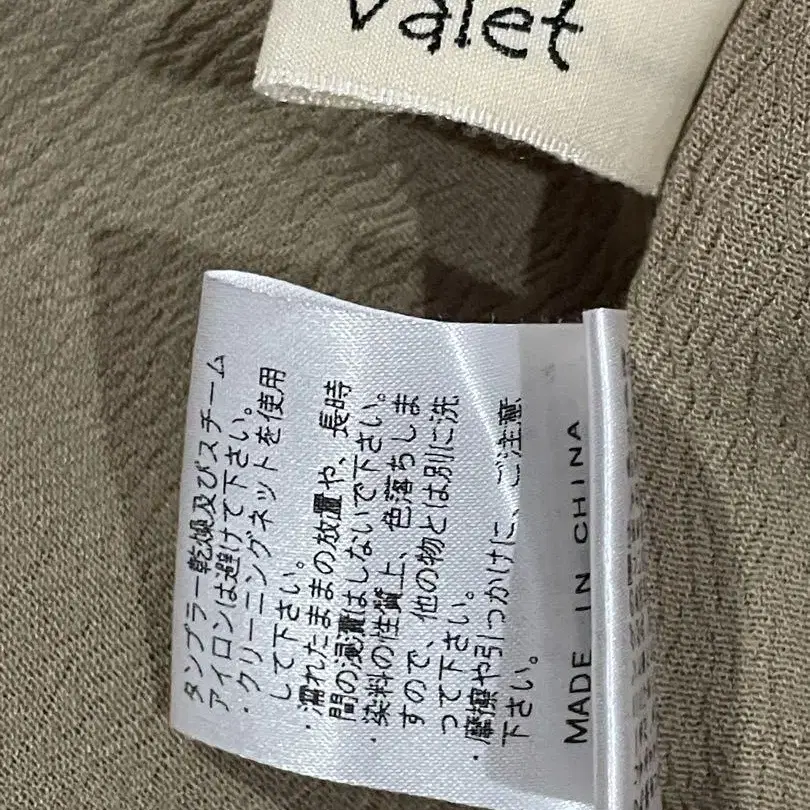 valet
タンブラー乾燥及びスチーム
アイロンは避けて下さい。
・クリーニングネットを使用
して下さい。
・濡れたままの放置や、長時
間の浸漬はしないで下さい。
・染料の性質上、色落ちしま
すので、他の物とは別に洗
って下さい。
・摩擦や引っかけに、ご注意
下さい。
MADE IN CHINA